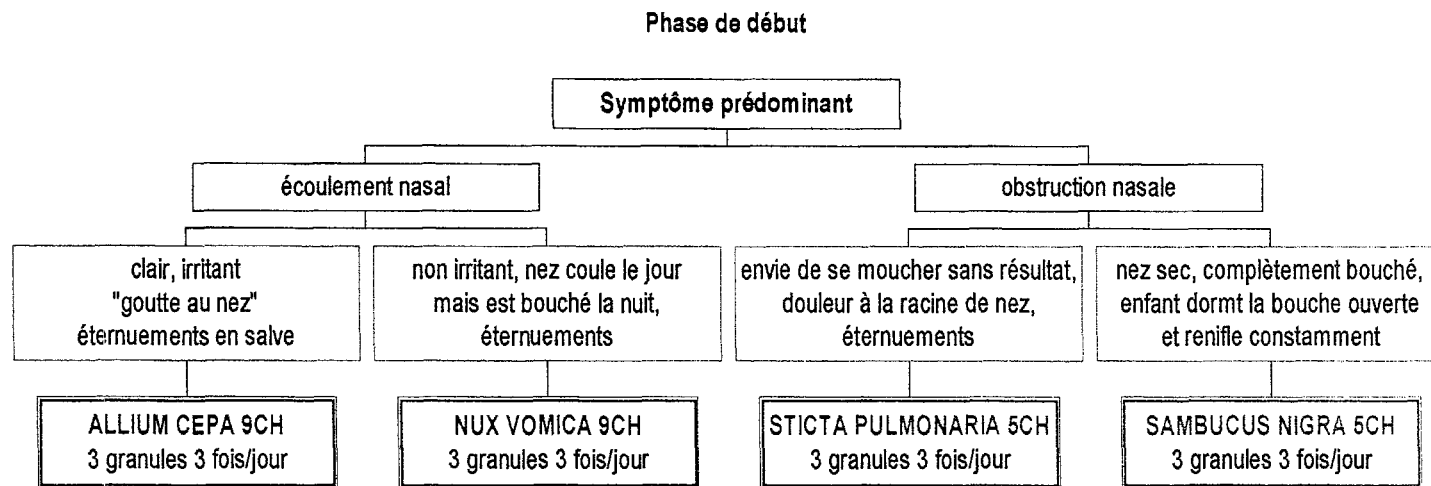 Phase de début
Symptôme prédominant
écoulement nasal
obstruction nasale
clair, irritant
"goutte au nez"
éternuements en salve
non irritant, nez coule le jour
mais est bouché la nuit,
éternuements
envie de se moucher sans résultat,
douleur à la racine de nez,
éternuements
nez sec, complètement bouché,
enfant dormt la bouche ouverte
et renifle constamment
ALLIUM CEPA 9CH
3 granules 3 fois/jour
NUX VOMICA 9CH
3 granules 3 fois/jour
STICTA PULMONARIA 5CH
3 granules 3 fois/jour
SAMBUCUS NIGRA 5CH
3 granules 3 fois/jour